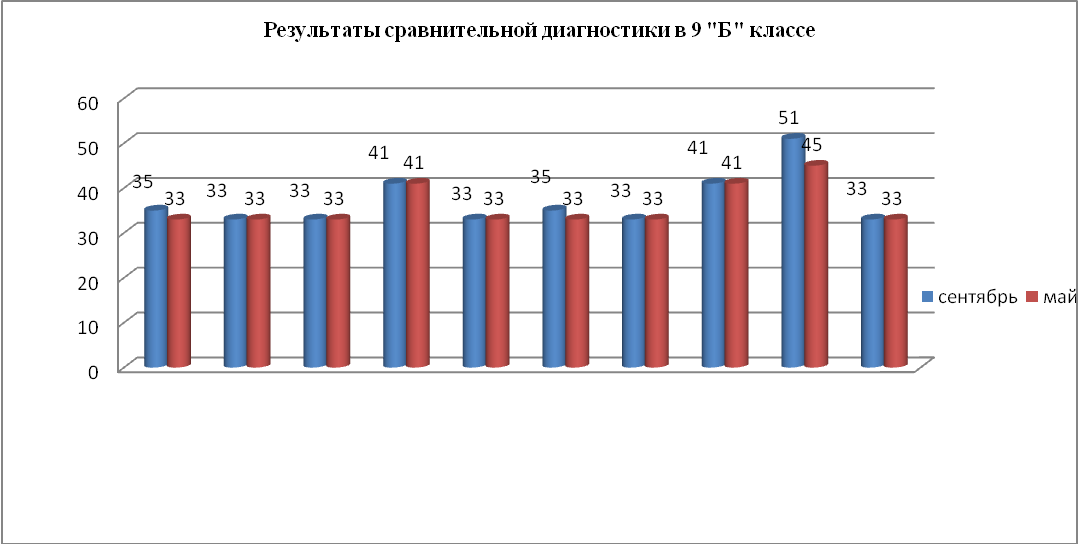 Результаты сравнительной диагностики в 9 "Б" классе
60
50
40
30
20
10
0
35 33 33 33 33 33 41 41 33 33 35 33 33 33 41 41 51 45 33 33
сентябрь май